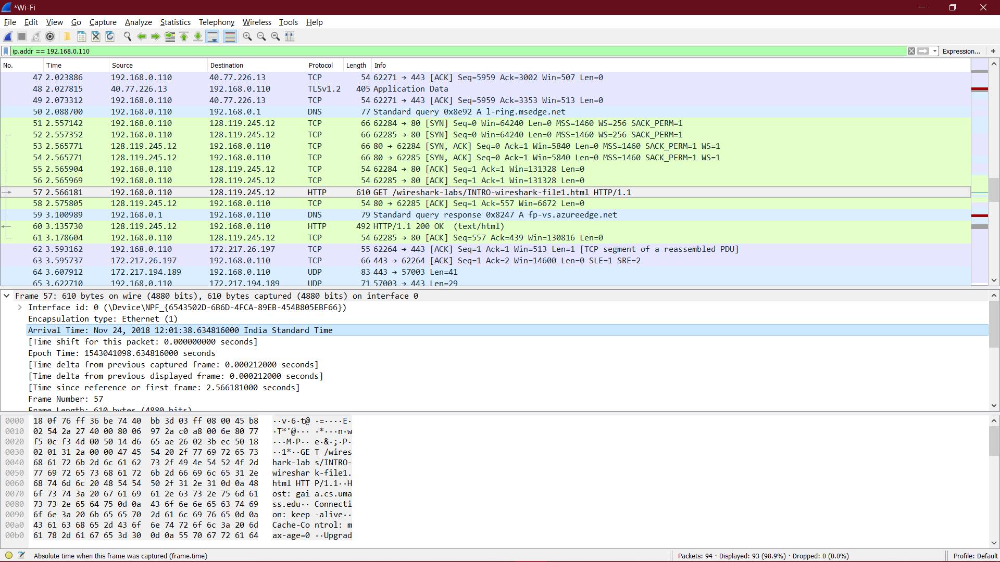 *Wi-Fi
File Edit View Go Capture Analyze Statistics Telephony Wireless Tools Help
ip.addr == 192.168.0.110 Expression... +
No. Time Source Destination Protocol Length Info
47 2.023886 192.168.0.110 40.77.226.13 TCP 54 62271 → 443 [ACK] Seq=5959 Ack=3002 Win=507 Len=0
48 2.027815 40.77.226.13 192.168.0.110 TLSv1.2 405 Application Data
49 2.073312 192.168.0.110 40.77.226.13 TCP 54 62271 → 443 [ACK] Seq=5959 Ack=3353 Win=513 Len=0
50 2.088700 192.168.0.110 192.168.0.1 DNS 77 Standard query 0x8e92 A l-ring.msedge.net
51 2.557142 192.168.0.110 128.119.245.12 TCP 66 62284 → 80 [SYN] Seq=0 Win=64240 Len=0 MSS=1460 WS=256 SACK_PERM=1
52 2.557352 192.168.0.110 128.119.245.12 TCP 66 62285 → 80 [SYN] Seq=0 Win=64240 Len=0 MSS=1460 WS=256 SACK_PERM=1
53 2.565771 128.119.245.12 192.168.0.110 TCP 66 80 → 62284 [SYN, ACK] Seq=0 Ack=1 Win=5840 Len=0 MSS=1460 SACK_PERM=1 WS=1
54 2.565771 128.119.245.12 192.168.0.110 TCP 66 80 → 62285 [SYN, ACK] Seq=0 Ack=1 Win=5840 Len=0 MSS=1460 SACK_PERM=1 WS=1
55 2.565904 192.168.0.110 128.119.245.12 TCP 54 62284 → 80 [ACK] Seq=1 Ack=1 Win=131328 Len=0
56 2.565969 192.168.0.110 128.119.245.12 TCP 54 62285 → 80 [ACK] Seq=1 Ack=1 Win=131328 Len=0
57 2.566181 192.168.0.110 128.119.245.12 HTTP 610 GET /wireshark-labs/INTRO-wireshark-file1.html HTTP/1.1
58 2.575805 128.119.245.12 192.168.0.110 TCP 54 80 → 62285 [ACK] Seq=1 Ack=557 Win=6672 Len=0
59 3.100989 192.168.0.1 192.168.0.110 DNS 79 Standard query response 0x8247 A fp-vs.azureedge.net
60 3.135730 128.119.245.12 192.168.0.110 HTTP 492 HTTP/1.1 200 OK (text/html)
61 3.178604 192.168.0.110 128.119.245.12 TCP 54 62285 → 80 [ACK] Seq=557 Ack=439 Win=130816 Len=0
62 3.593162 192.168.0.110 172.217.26.197 TCP 55 62264 → 443 [ACK] Seq=1 Ack=1 Win=513 Len=1 [TCP segment of a reassembled PDU]
63 3.595737 172.217.26.197 192.168.0.110 TCP 66 443 → 62264 [ACK] Seq=1 Ack=2 Win=14600 Len=0 SLE=1 SRE=2
64 3.607912 172.217.194.189 192.168.0.110 UDP 83 443 → 57003 Len=41
65 3.622710 192.168.0.110 172.217.194.189 UDP 71 57003 → 443 Len=29
Frame 57: 610 bytes on wire (4880 bits), 610 bytes captured (4880 bits) on interface 0
Interface id: 0 (\Device\NPF_{6543502D-6B6D-4FCA-89EB-454B805EBF66})
Encapsulation type: Ethernet (1)
Arrival Time: Nov 24, 2018 12:01:38.634816000 India Standard Time
[Time shift for this packet: 0.000000000 seconds]
Epoch Time: 1543041098.634816000 seconds
[Time delta from previous captured frame: 0.000212000 seconds]
[Time delta from previous displayed frame: 0.000212000 seconds]
[Time since reference or first frame: 2.566181000 seconds]
Frame Number: 57
Frame Length: 610 bytes (4880 bits)
0000 18 0f 76 ff 36 be 74 40 bb 3d 03 ff 08 00 45 b8 ··v·6·t@ ·=····E·
0010 02 54 2a 27 40 00 80 06 97 2a c0 a8 00 6e 80 77 ·T*'@··· ·*···n·w
0020 f5 0c f3 4d 00 50 14 d6 65 ae 26 02 3b ec 50 18 ···M·P·· e·&·;·P·
0030 02 01 31 2a 00 00 47 45 54 20 2f 77 69 72 65 73 ··1*··GE T /wires
0040 68 61 72 6b 2d 6c 61 62 73 2f 49 4e 54 52 4f 2d hark-lab s/INTRO-
0050 77 69 72 65 73 68 61 72 6b 2d 66 69 6c 65 31 2e wireshar k-file1.
0060 68 74 6d 6c 20 48 54 54 50 2f 31 2e 31 0d 0a 48 html HTT P/1.1··H
0070 6f 73 74 3a 20 67 61 69 61 2e 63 73 2e 75 6d 61 ost: gai a.cs.uma
0080 73 73 2e 65 64 75 0d 0a 43 6f 6e 6e 65 63 74 69 ss.edu·· Connecti
0090 6f 6e 3a 20 6b 65 65 70 2d 61 6c 69 76 65 0d 0a on: keep -alive··
00a0 43 61 63 68 65 2d 43 6f 6e 74 72 6f 6c 3a 20 6d Cache-Co ntrol: m
00b0 61 78 2d 61 67 65 3d 30 0d 0a 55 70 67 72 61 64 ax-age=0 ··Upgrad
Absolute time when this frame was captured (frame.time) Packets: 94 · Displayed: 93 (98.9%) · Dropped: 0 (0.0%) Profile: Default